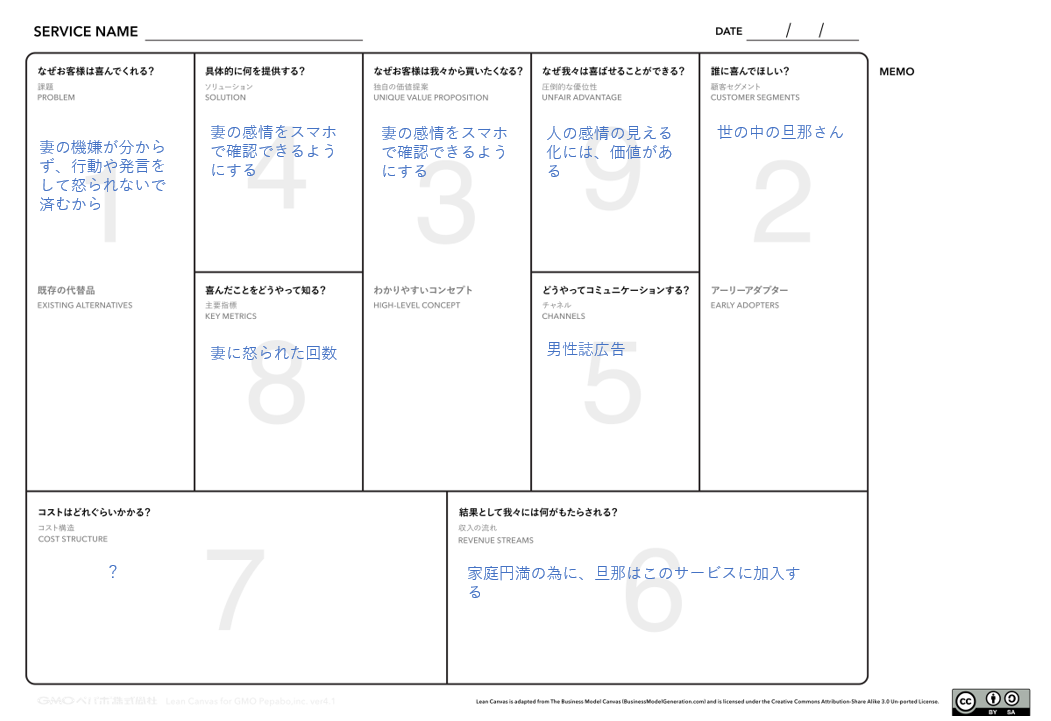 SERVICE NAME
DATE / /
なぜお客様は喜んでくれる?
課題
PROBLEM
1
妻の機嫌が分から
ず、行動や発言を
して怒られないで
済むから
既存の代替品
EXISTING ALTERNATIVES
具体的に何を提供する?
ソリューション
SOLUTION
4
妻の感情をスマホ
で確認できるよう
にする
喜んだことをどうやって知る?
主要指標
KEY METRICS
8
妻に怒られた回数
なぜお客様は我々から買いたくなる?
独自の価値提案
UNIQUE VALUE PROPOSITION
3
妻の感情をスマホ
で確認できるよう
にする
わかりやすいコンセプト
HIGH-LEVEL CONCEPT
なぜ我々は喜ばせることができる?
圧倒的な優位性
UNFAIR ADVANTAGE
9
人の感情の見える
化には、価値があ
る
どうやってコミュニケーションする?
チャネル
CHANNELS
5
男性誌広告
誰に喜んでほしい?
顧客セグメント
CUSTOMER SEGMENTS
2
世の中の旦那さん
アーリーアダプター
EARLY ADOPTERS
MEMO
コストはどれぐらいかかる?
コスト構造
COST STRUCTURE
7
?
結果として我々には何がもたらされる?
収入の流れ
REVENUE STREAMS
6
家庭円満の為に、旦那はこのサービスに加入す
る
GMOペパボ株式会社 Lean Canvas for GMO Pepabo,inc. ver4.1
Lean Canvas is adapted from The Business Model Canvas (BusinessModelGeneration.com) and is licensed under the Creative Commons Attribution-Share Alike 3.0 Un-ported License.
cc BY SA